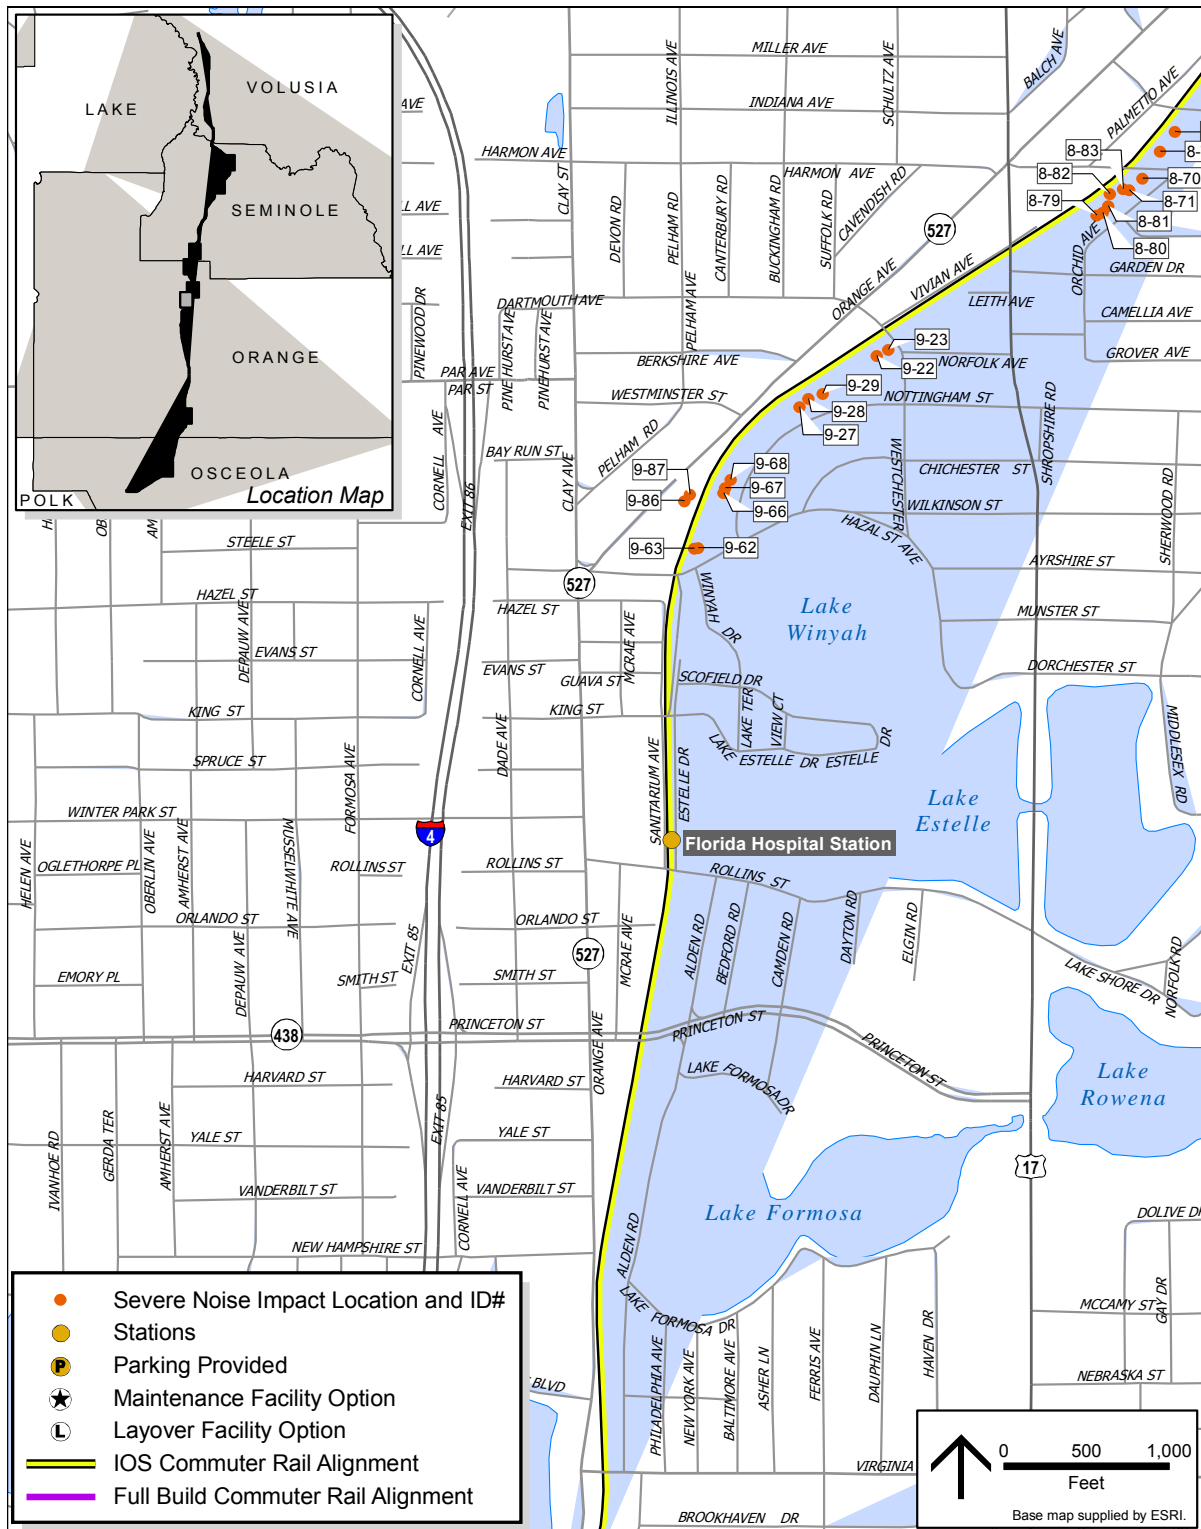 VOLUSIA
LAKE
SEMINOLE
ORANGE
OSCEOLA
POLK
Location Map
MILLER AVE
INDIANA AVE
ILLINOIS AVE
SCHULTZ AVE
BALCH AVE
PALMETTO AVE
AVE
HARMON AVE
HARMON AVE
CLAY ST
DEVON RD
PELHAM RD
CANTERBURY RD
BUCKINGHAM RD
SUFFOLK RD
CAVENDISH RD
527
8-83
8-82
8-79
8-
8-70
8-71
8-81
8-80
ORCHID AVE
GARDEN DR
LL AVE
LL AVE
ORANGE AVE
VIVIAN AVE
LEITH AVE
CAMELLIA AVE
GROVER AVE
PINEWOOD DR
DARTMOUTH AVE
PINE HURST AVE
PINEHURST AVE
PELHAM AVE
BERKSHIRE AVE
PAR AVE
PAR ST
WESTMINSTER ST
9-23
9-22
NORFOLK AVE
9-29
9-28
9-27
NOTTINGHAM ST
SHROPSHIRE RD
CORNELL AVE
EXIT 86
BAY RUN ST
CLAY AVE
PELHAM RD
WESTCHESTER
CHICHESTER ST
WILKINSON ST
SHERWOOD RD
9-87
9-86
9-68
9-67
9-66
9-63
9-62
HAZAL ST AVE
AYRSHIRE ST
H
OB
AM
STEELE ST
527
HAZEL ST
HAZEL ST
WINYAH DR
Lake
Winyah
MUNSTER ST
DEPAUW AVE
EVANS ST
CORNELL AVE
EVANS ST
GUAVA ST
MCRAE AVE
DORCHESTER ST
SCOFIELD DR
KING ST
KING ST
LAKE TER
VIEW CT
LAKE ESTELLE DR ESTELLE DR
MIDDLESEX RD
SPRUCE ST
FORMOSA AVE
DADE AVE
SANITARIUM AVE
ESTELLE DR
Lake
Estelle
WINTER PARK ST
4
Florida Hospital Station
HELEN AVE
OGLETHORPE PL
OBERLIN AVE
AMHERST AVE
MUSSELWHITE AVE
ROLLINS ST
ROLLINS ST
ROLLINS ST
ORLANDO ST
ORLANDO ST
EXIT 85
527
MCRAE AVE
ALDEN RD
BEDFORD RD
CAMDEN RD
DAYTON RD
ELGIN RD
LAKE SHORE DR
NORFOLK RD
EMORY PL
DEPAUW AVE
SMITH ST
SMITH ST
438
PRINCETON ST
PRINCETON ST
PRINCETON ST
HARVARD ST
HARVARD ST
ORANGE AVE
LAKE FORMOSA DR
Lake
Rowena
IVANHOE RD
GERDA TER
AMHERST AVE
YALE ST
EXIT 85
YALE ST
17
VANDERBILT ST
CORNELL AVE
VANDERBILT ST
Lake Formosa
DOLIVE DR
NEW HAMPSHIRE ST
ALDEN RD
LAKE FORMOSA DR
MCCAMY ST
GAY DR
BLVD
PHILADELPHIA AVE
NEW YORK AVE
BALTIMORE AVE
ASHER LN
FERRIS AVE
DAUPHIN LN
HAVEN DR
NEBRASKA ST
VIRGINIA
BROOKHAVEN DR
Severe Noise Impact Location and ID#
Stations
P Parking Provided
Maintenance Facility Option
L Layover Facility Option
IOS Commuter Rail Alignment
Full Build Commuter Rail Alignment
0 500 1,000
Feet
Base map supplied by ESRI.